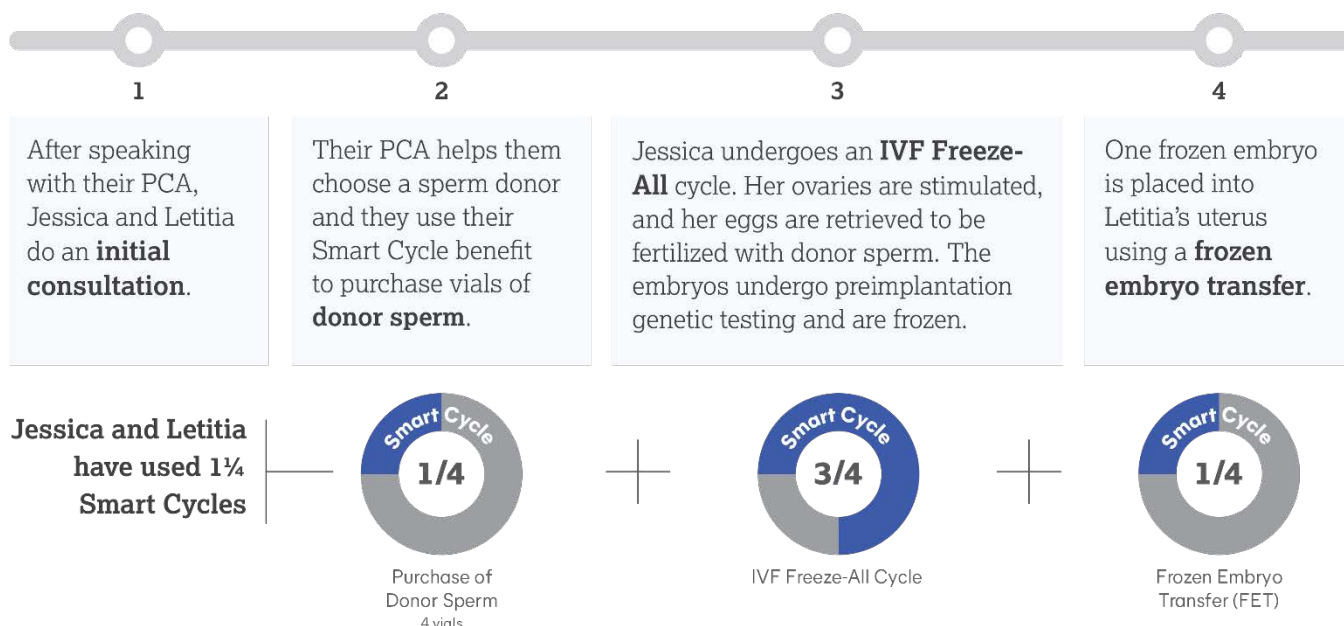 1
2
3
4
After speaking
with their PCA,
Jessica and Letitia
do an initial
consultation.
Their PCA helps them
choose a sperm donor
and they use their
Smart Cycle benefit
to purchase vials of
donor sperm.
Jessica undergoes an IVF Freeze-
All cycle. Her ovaries are stimulated,
and her eggs are retrieved to be
fertilized with donor sperm. The
embryos undergo preimplantation
genetic testing and are frozen.
One frozen embryo
is placed into
Letitia's uterus
using a frozen
embryo transfer.
Jessica and Letitia
have used 1¼
Smart Cycles
Smart Cycle
1/4
Purchase of
Donor Sperm
4 vials
Smart Cycle
3/4
IVF Freeze-All Cycle
Smart Cycle
1/4
Frozen Embryo
Transfer (FET)